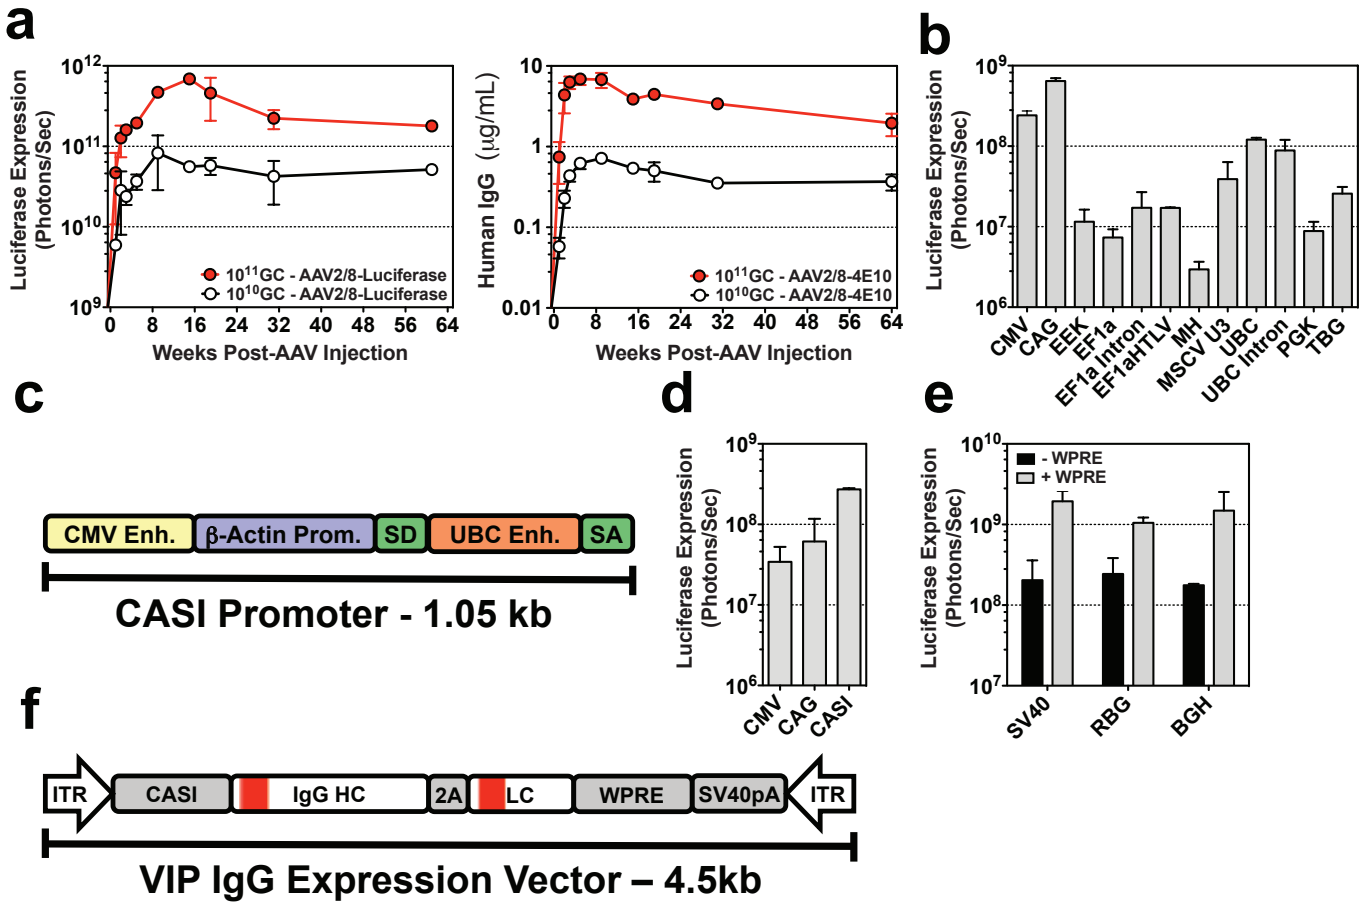 a
Luciferase Expression
(Photons/Sec)
10¹²
10¹¹
10¹⁰
10⁹
10¹¹GC - AAV2/8-Luciferase
10¹⁰GC - AAV2/8-Luciferase
0 8 16 24 32 40 48 56 64
Weeks Post-AAV Injection
Human IgG (µg/mL)
10
1
0.1
0.01
10¹¹GC - AAV2/8-4E10
10¹⁰GC - AAV2/8-4E10
0 8 16 24 32 40 48 56 64
Weeks Post-AAV Injection
b
Luciferase Expression
(Photons/Sec)
10⁹
10⁸
10⁷
10⁶
CMV
CAG
EEK
EF1a
EF1a Intron
EF1aHTLV
MH
MSCV U3
UBC
UBC Intron
PGK
TBG
c
CMV Enh. β-Actin Prom. SD UBC Enh. SA
CASI Promoter - 1.05 kb
d
Luciferase Expression
(Photons/Sec)
10⁹
10⁸
10⁷
10⁶
CMV
CAG
CASI
e
Luciferase Expression
(Photons/Sec)
10¹⁰
10⁹
10⁸
10⁷
- WPRE
+ WPRE
SV40
RBG
BGH
f
ITR CASI IgG HC 2A LC WPRE SV40pA ITR
VIP IgG Expression Vector – 4.5kb